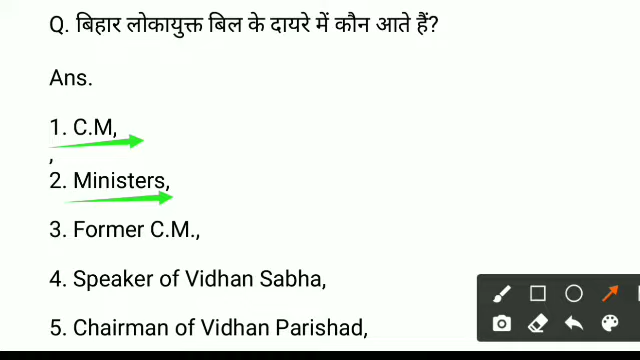 Q. बिहार लोकायुक्त बिल के दायरे में कौन आते हैं?
Ans.
1. C.M,
,
2. Ministers,
3. Former C.M.,
4. Speaker of Vidhan Sabha,
5. Chairman of Vidhan Parishad,